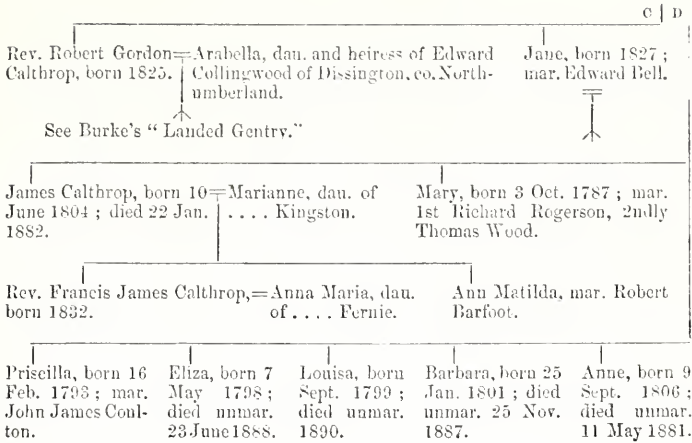 C | D
Rev. Robert Gordon = Arabella, dau. and heiress of Edward
Calthrop, born 1825. Collingwood of Dissington, co. North-
umberland.
See Burke's “ Landed Gentry.”
Jane, born 1827 ;
mar. Edward Bell.
James Calthrop, born 10 = Marianne, dau. of
June 1804 ; died 22 Jan. . . . . Kingston.
1882.
Mary, born 3 Oct. 1787 ; mar.
1st Richard Rogerson, 2ndly
Thomas Wood.
Rev. Francis James Calthrop, = Anna Maria, dau.
born 1832. of . . . . Fernie.
Ann Matilda, mar. Robert
Barfoot.
Priscilla, born 16
Feb. 1793 ; mar.
John James Coul-
ton.
Eliza, born 7
May 1798 ;
died unmar.
23 June 1888.
Louisa, born
Sept. 1799 ;
died unmar.
1890.
Barbara, born 25
Jan. 1801 ; died
unmar. 25 Nov.
1887.
Anne, born 9
Sept. 1806 ;
died unmar.
11 May 1881.